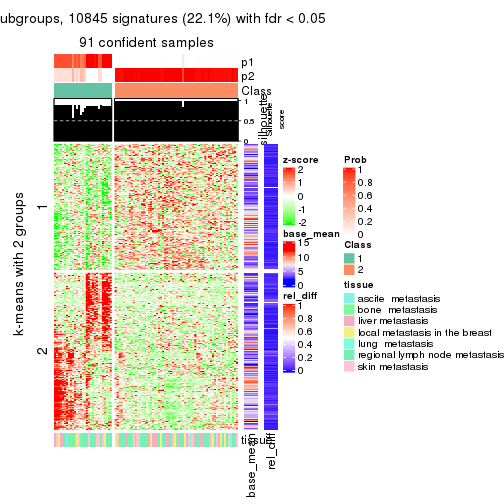 ubgroups, 10845 signatures (22.1%) with fdr < 0.05
91 confident samples
p1
p2
Class
1
0.5
0
silhouette
Silhouette
score
k-means with 2 groups
1
2
tissue
base_mean
rel_diff
z-score
2
1
0
-1
-2
base_mean
15
10
5
0
rel_diff
1
0.8
0.6
0.4
0.2
0
Prob
1
0.8
0.6
0.4
0.2
0
Class
1
2
tissue
ascite metastasis
bone metastasis
liver metastasis
local metastasis in the breast
lung metastasis
regional lymph node metastasis
skin metastasis